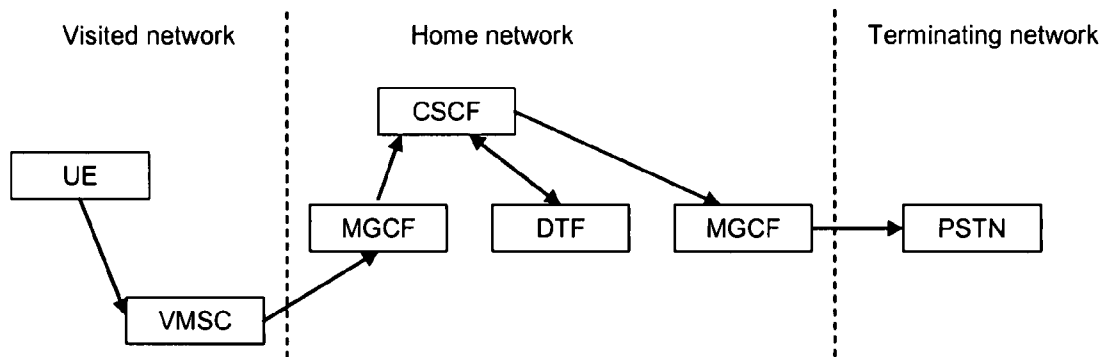 Visited network
Home network
Terminating network
CSCF
UE
MGCF
DTF
MGCF
PSTN
VMSC